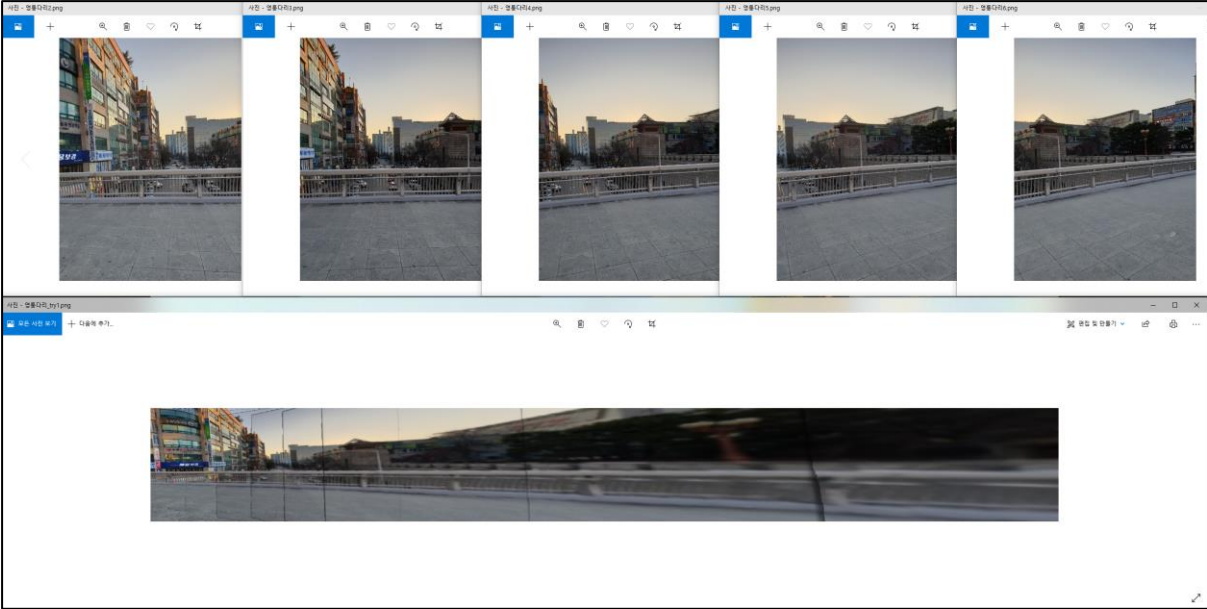 사진 - 영통다리2.png
사진 - 영통다리3.png
사진 - 영통다리4.png
사진 - 영통다리5.png
사진 - 영통다리6.png
사진 - 영통다리_try1.png
모든 사진 보기
다음에 추가..
편집 및 만들기